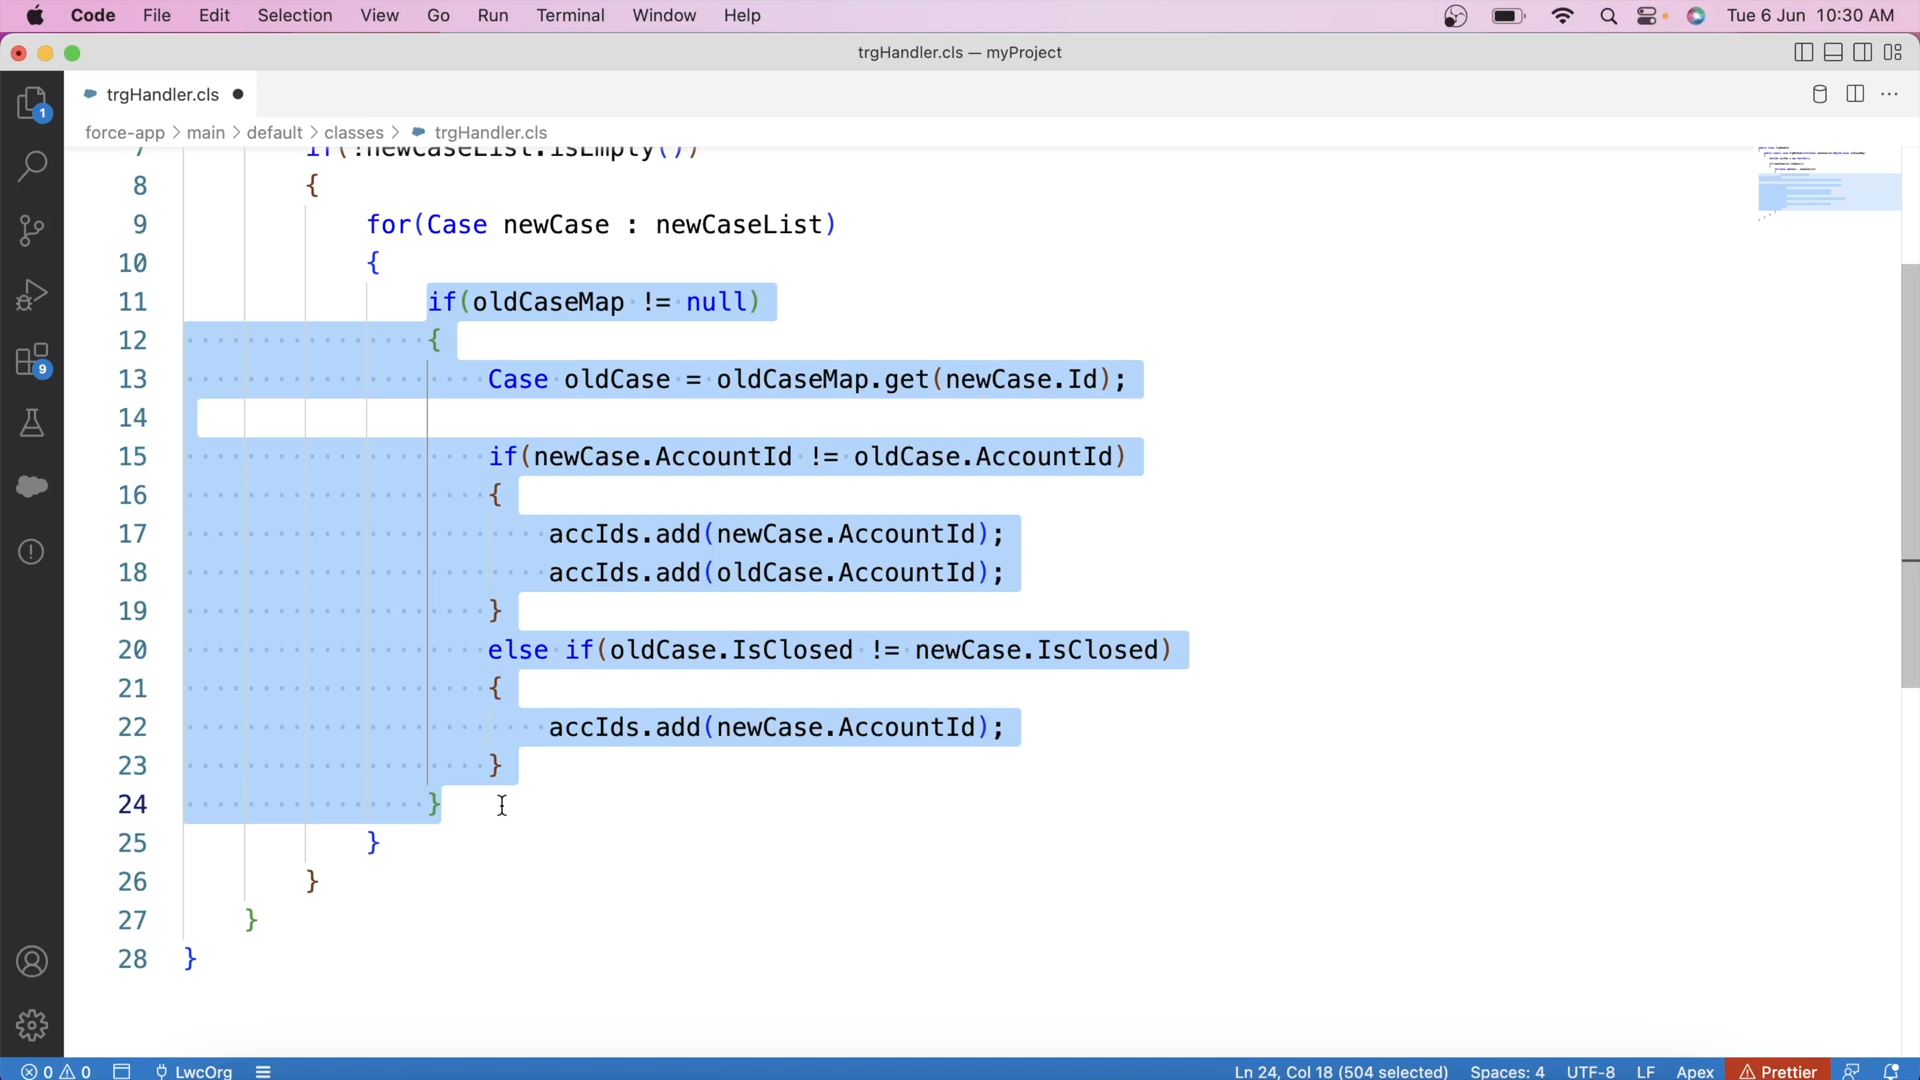 Code File Edit Selection View Go Run Terminal Window Help Tue 6 Jun 10:30 AM
trgHandler.cls — myProject
trgHandler.cls
force-app > main > default > classes > trgHandler.cls
7 if(!newCaseList.isEmpty())
8 {
9 for(Case newCase : newCaseList)
10 {
11 if(oldCaseMap != null)
12 {
13 Case oldCase = oldCaseMap.get(newCase.Id);
14
15 if(newCase.AccountId != oldCase.AccountId)
16 {
17 accIds.add(newCase.AccountId);
18 accIds.add(oldCase.AccountId);
19 }
20 else if(oldCase.IsClosed != newCase.IsClosed)
21 {
22 accIds.add(newCase.AccountId);
23 }
24 }
25 }
26 }
27 }
28 }
1
9
0 0 LwcOrg Ln 24, Col 18 (504 selected) Spaces: 4 UTF-8 LF Apex Prettier